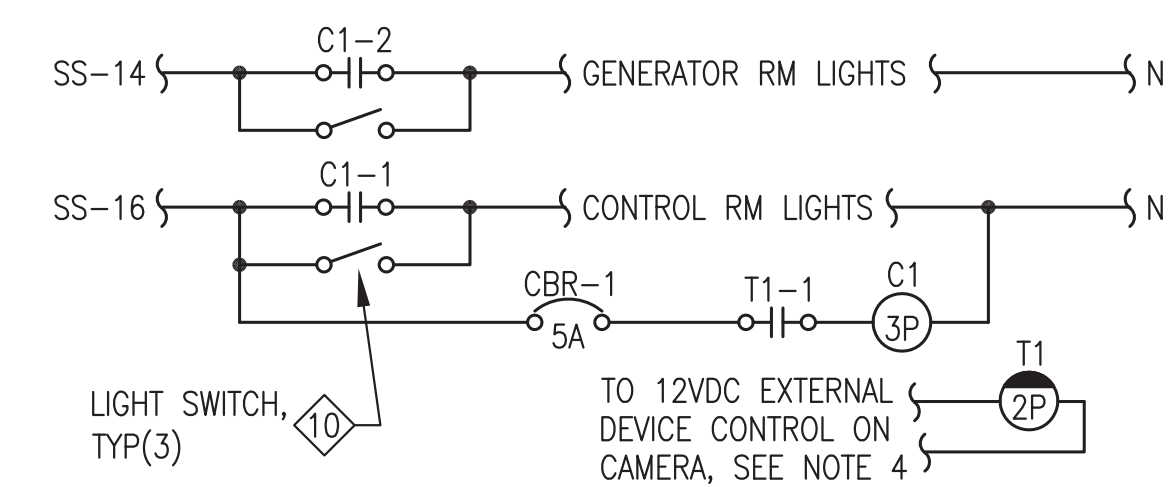 C1-2
SS-14 GENERATOR RM LIGHTS N
C1-1
SS-16 CONTROL RM LIGHTS N
CBR-1 T1-1 C1
5A 3P
T1
LIGHT SWITCH, 10
TYP(3)
TO 12VDC EXTERNAL 2P
DEVICE CONTROL ON
CAMERA, SEE NOTE 4